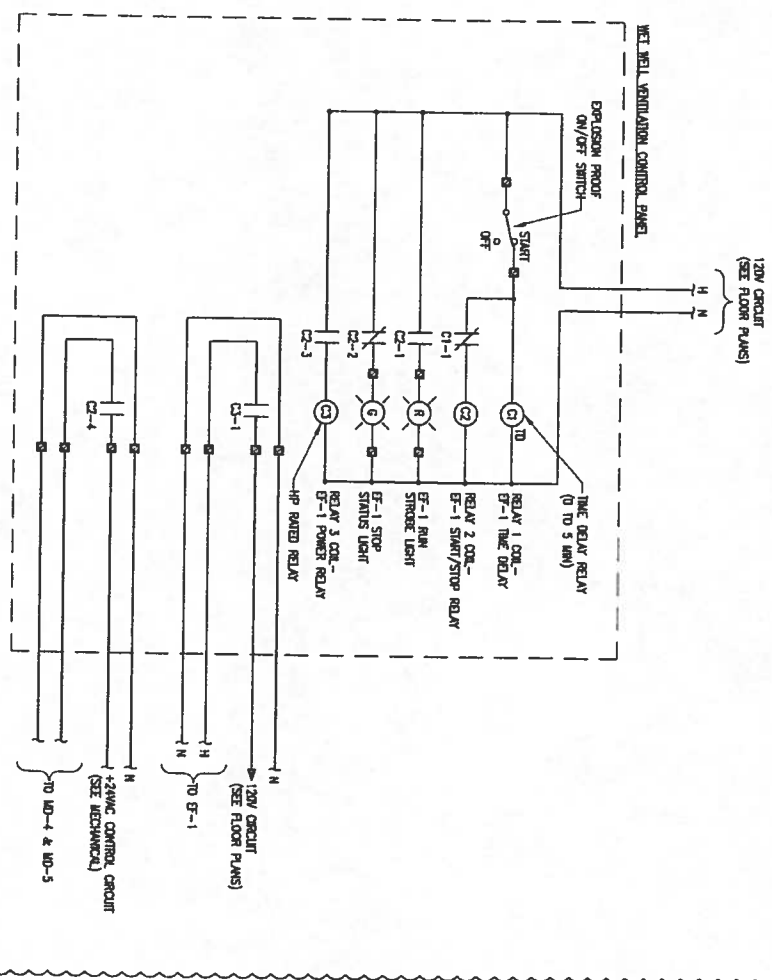 WET WELL VENTILATION CONTROL PANEL
120V CIRCUIT
(SEE FLOOR PLANS)
H
N
EXPLOSION PROOF
ON/OFF SWITCH
START
OFF
C1
TD
TIME DELAY RELAY
(0 TO 5 MIN)
RELAY 1 COIL-
EF-1 TIME DELAY
C1-1
C2
RELAY 2 COIL-
EF-1 START/STOP RELAY
C2-1
R
EF-1 RUN
STROBE LIGHT
C2-2
G
EF-1 STOP
STATUS LIGHT
C2-3
C3
RELAY 3 COIL-
EF-1 POWER RELAY
HP RATED RELAY
N
C3-1
120V CIRCUIT
(SEE FLOOR PLANS)
H
N
TO EF-1
N
C2-4
+24VAC CONTROL CIRCUIT
(SEE MECHANICAL)
TO MD-4 & MD-5